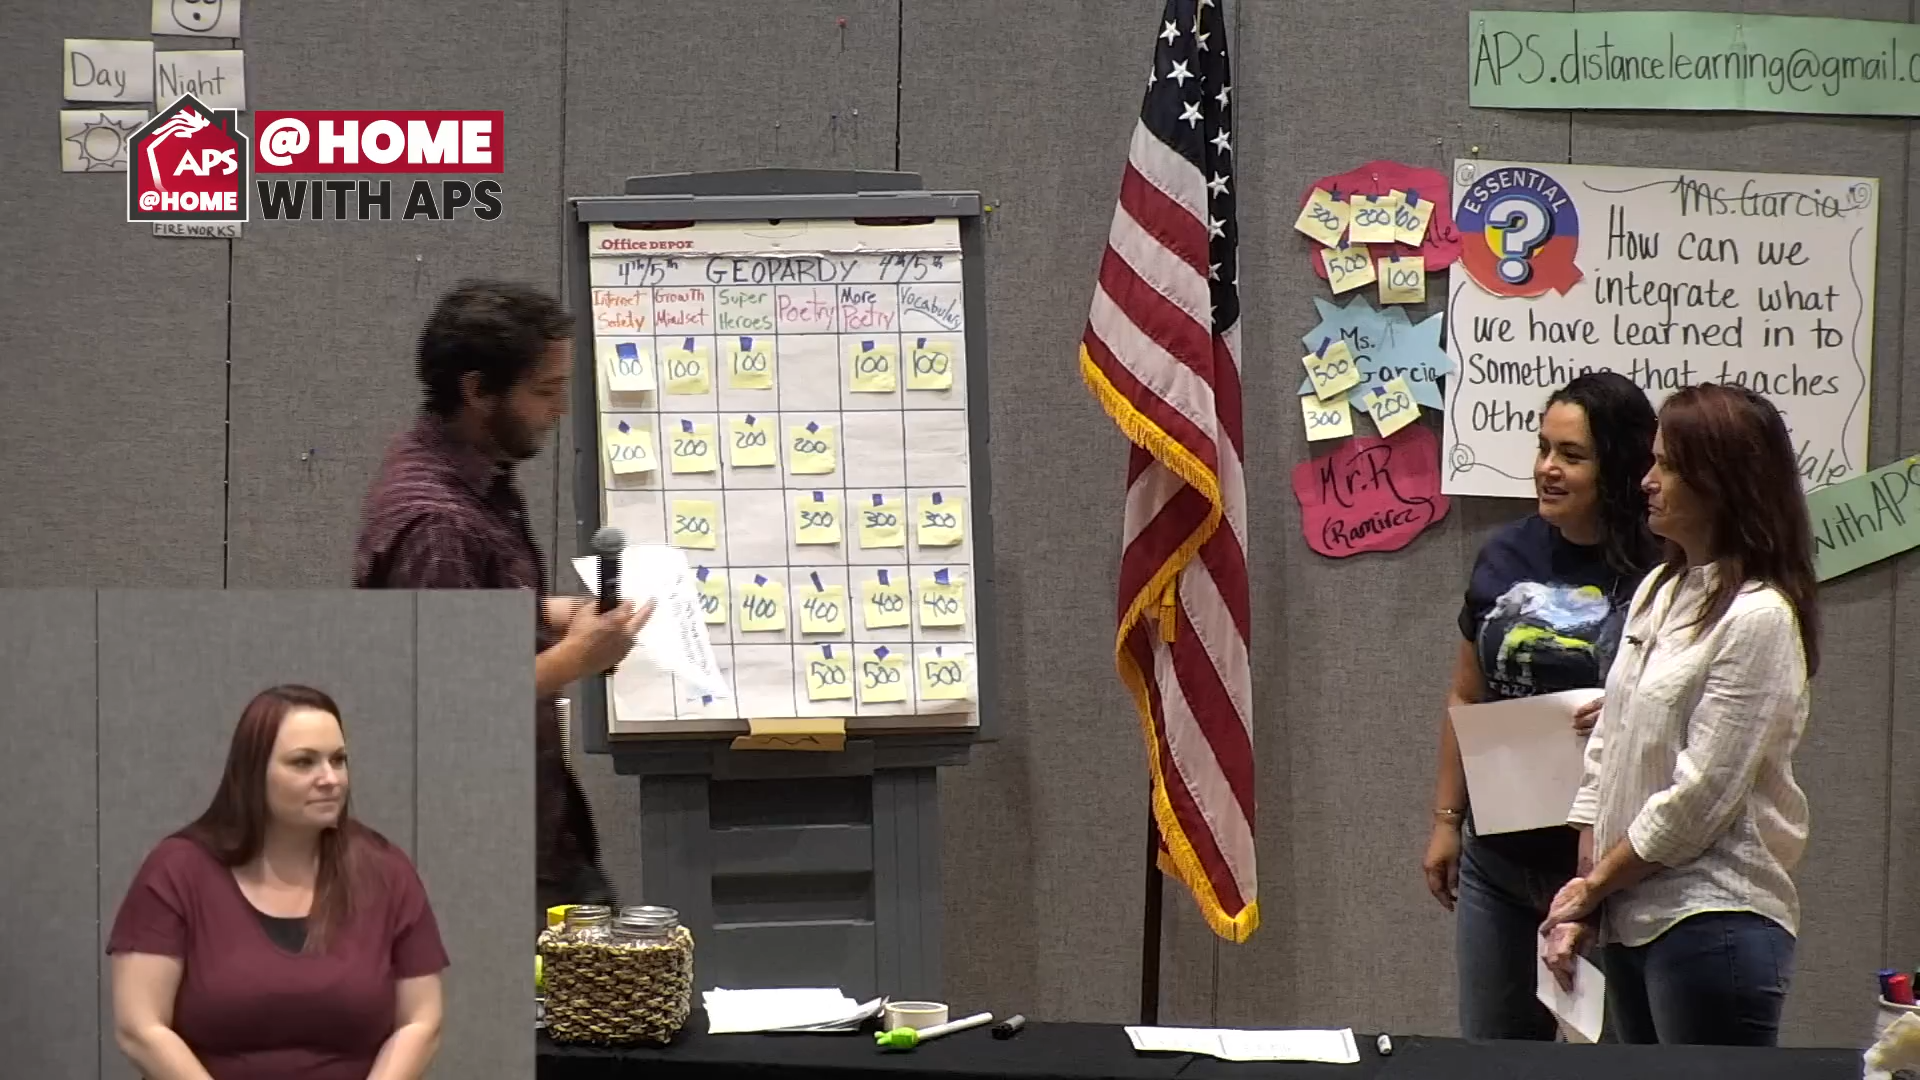 Day
Night
APS
@HOME
@HOME
WITH APS
FIREWORKS
Office DEPOT
4th/5th GEOPARDY 4th/5th
Internet Safety
Growth Mindset
Super Heroes
Poetry
More Poetry
Vocabulary
100 100 100 100 100
200 200 200 200
300 300 300 300
400 400 400 400
500 500 500
APS.distancelearning@gmail.c
300 200 100
500 100
Ms.
Garcia
500
300 200
Mr. R
(Ramirez)
ESSENTIAL
?
Ms. Garcia
How can we
integrate what
we have learned in to
Something that teaches
Othe
dale
withAPS